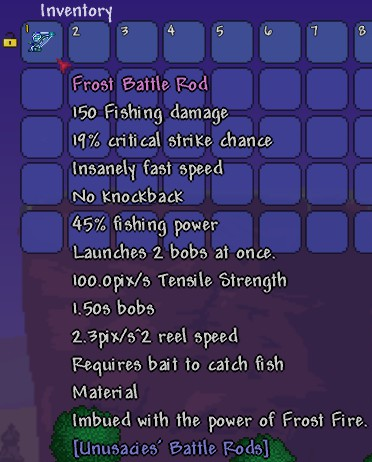 Inventory
1 2 3 4 5 6 7 8
Frost Battle Rod
150 Fishing damage
19% critical strike chance
Insanely fast speed
No knockback
45% fishing power
Launches 2 bobs at once.
100.0pix/s Tensile Strength
1.50s bobs
2.3pix/s^2 reel speed
Requires bait to catch fish
Material
Imbued with the power of Frost Fire.
[Unusacies' Battle Rods]